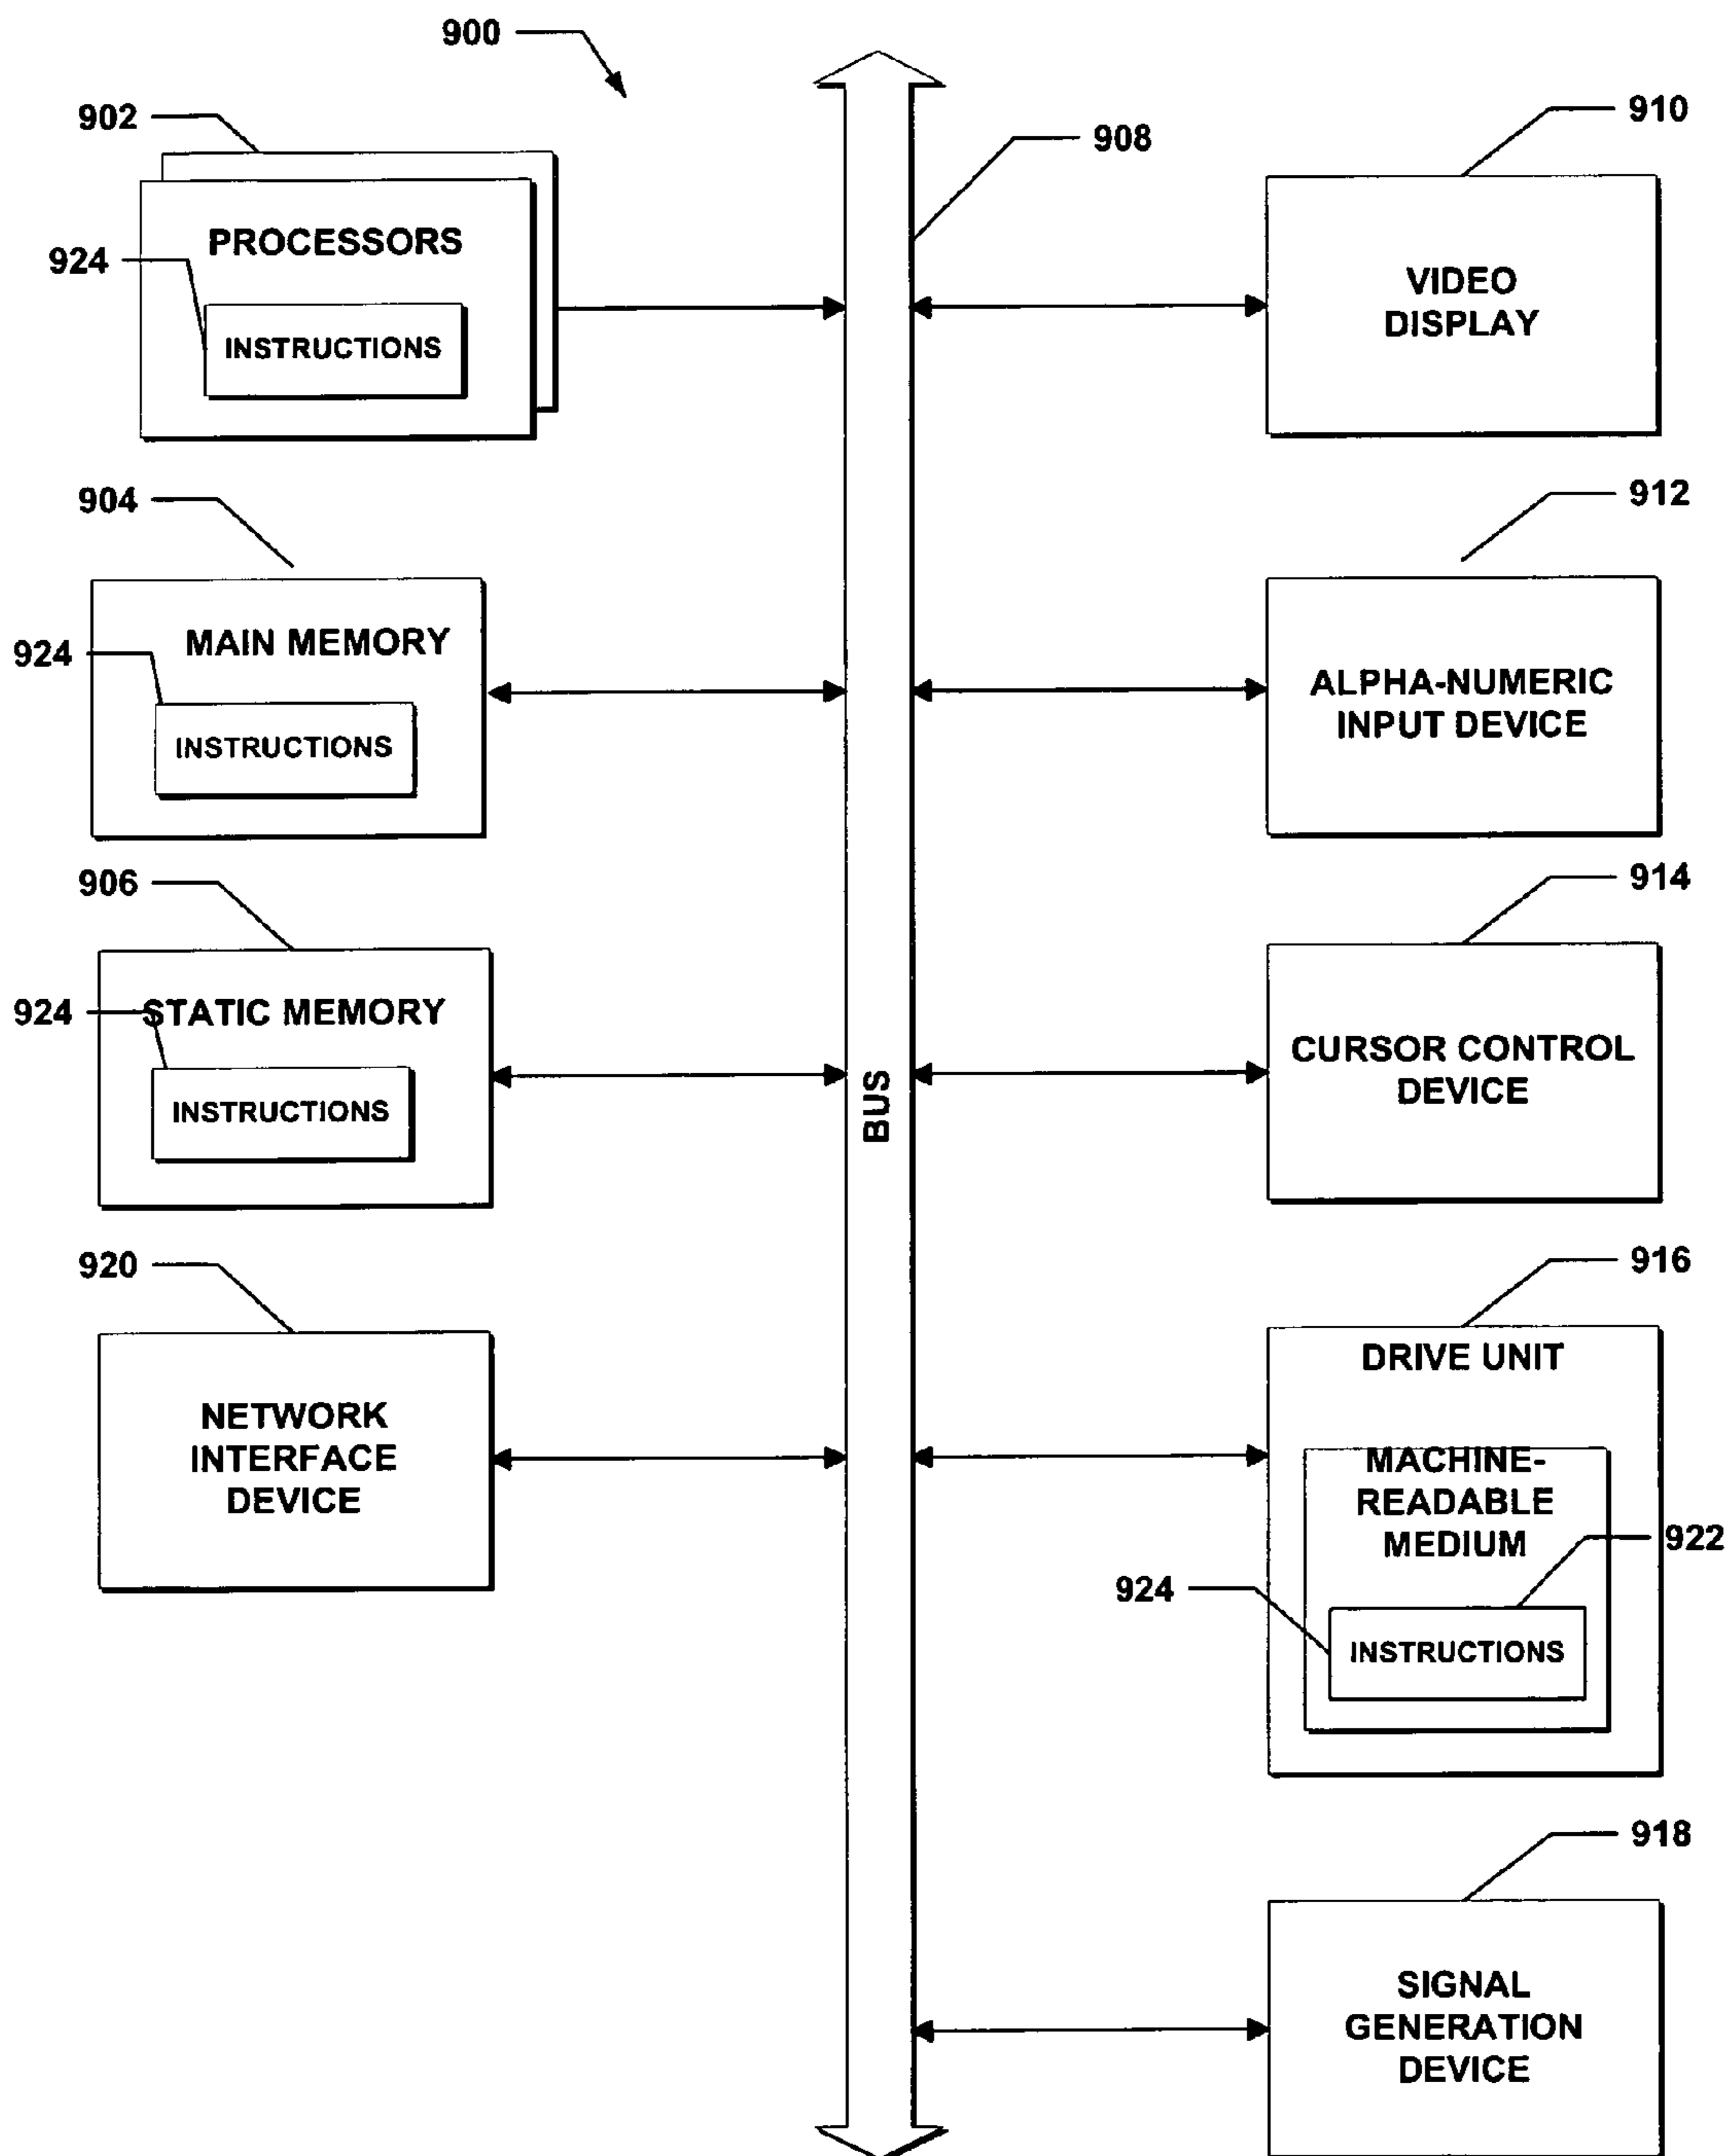 900
902
908
910
PROCESSORS
924
INSTRUCTIONS
VIDEO
DISPLAY
904
912
MAIN MEMORY
924
INSTRUCTIONS
ALPHA-NUMERIC
INPUT DEVICE
906
914
STATIC MEMORY
924
INSTRUCTIONS
BUS
CURSOR CONTROL
DEVICE
920
916
NETWORK
INTERFACE
DEVICE
DRIVE UNIT
MACHINE-
READABLE
MEDIUM
922
924
INSTRUCTIONS
918
SIGNAL
GENERATION
DEVICE